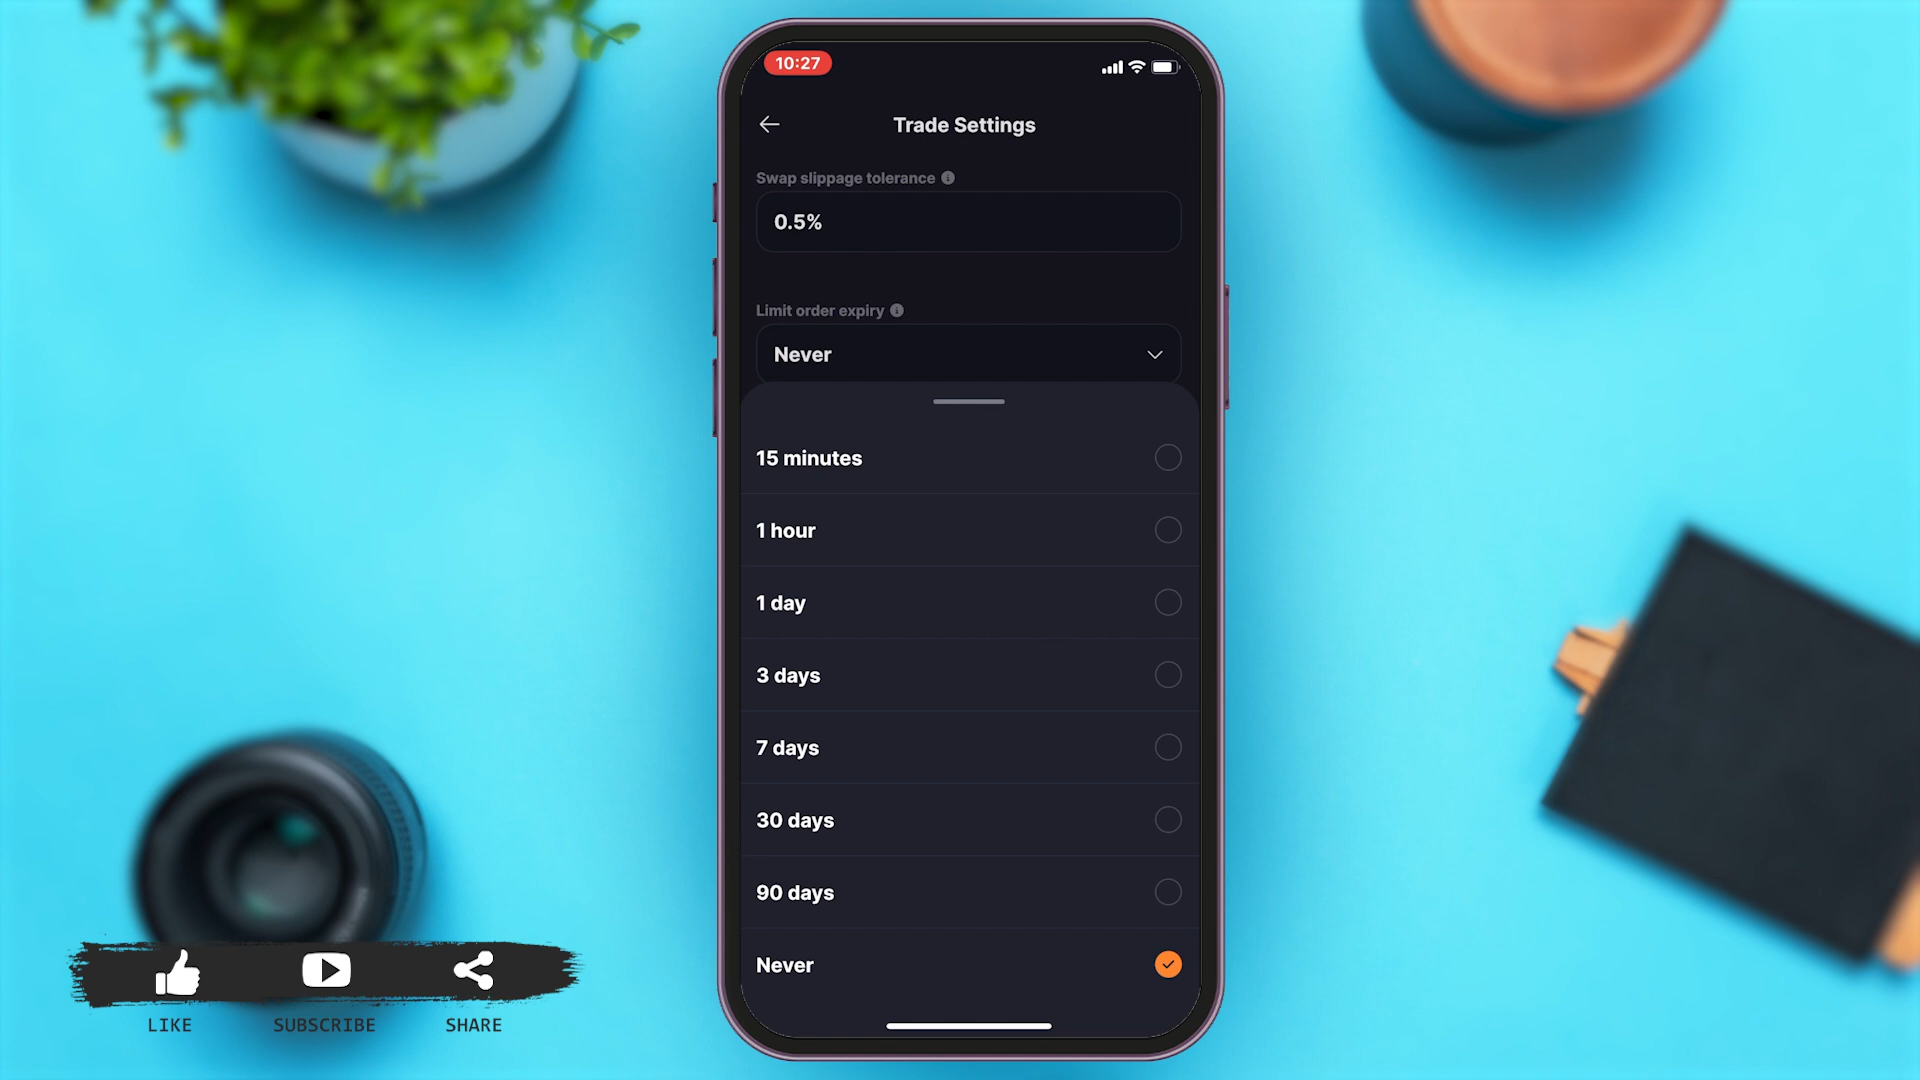 10:27
Trade Settings
Swap slippage tolerance
0.5%
Limit order expiry
Never
15 minutes
1 hour
1 day
3 days
7 days
30 days
90 days
Never
LIKE SUBSCRIBE SHARE